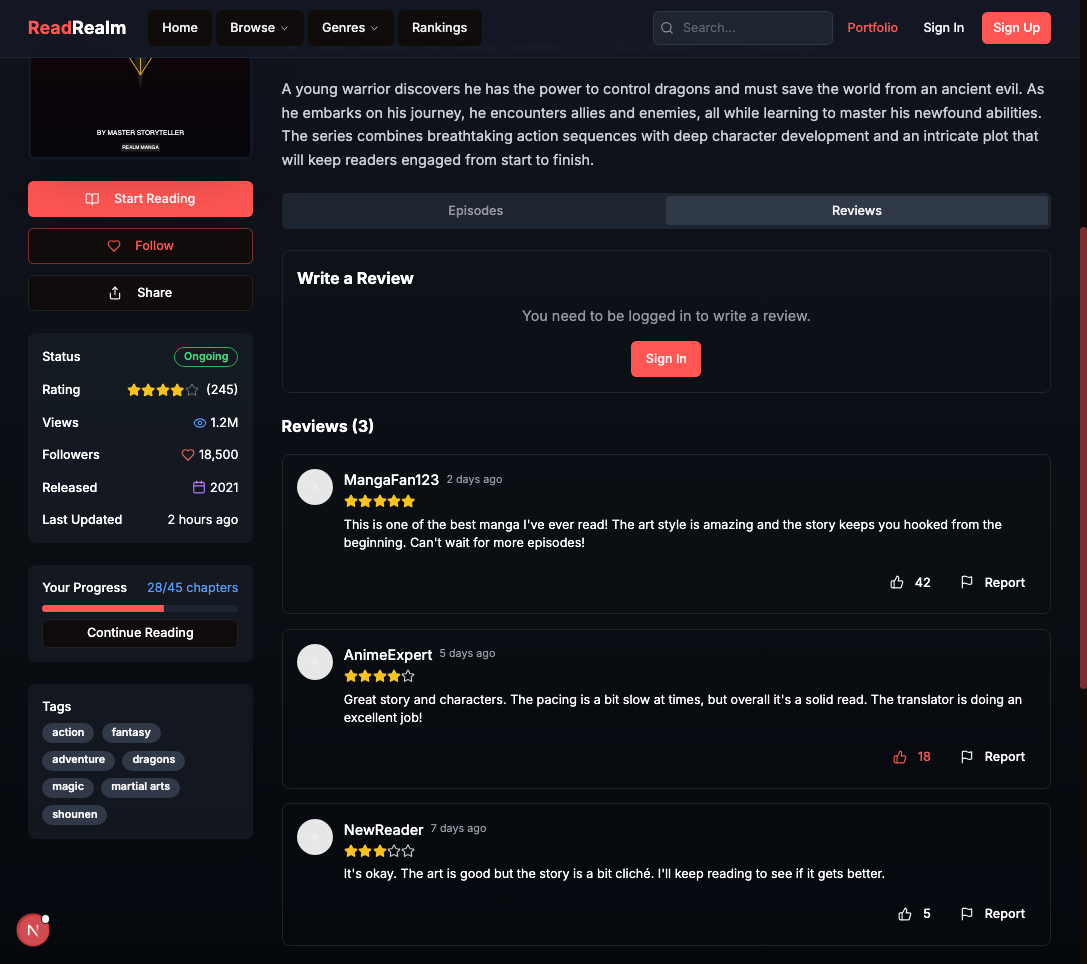 ReadRealm
Home
Browse
Genres
Rankings
Search...
Portfolio
Sign In
Sign Up
BY MASTER STORYTELLER
REALM MANGA
Start Reading
Follow
Share
Status
Ongoing
Rating
(245)
Views
1.2M
Followers
18,500
Released
2021
Last Updated
2 hours ago
Your Progress
28/45 chapters
Continue Reading
Tags
action
fantasy
adventure
dragons
magic
martial arts
shounen
N
A young warrior discovers he has the power to control dragons and must save the world from an ancient evil. As
he embarks on his journey, he encounters allies and enemies, all while learning to master his newfound abilities.
The series combines breathtaking action sequences with deep character development and an intricate plot that
will keep readers engaged from start to finish.
Episodes
Reviews
Write a Review
You need to be logged in to write a review.
Sign In
Reviews (3)
MangaFan123 2 days ago
This is one of the best manga I've ever read! The art style is amazing and the story keeps you hooked from the
beginning. Can't wait for more episodes!
42
Report
AnimeExpert 5 days ago
Great story and characters. The pacing is a bit slow at times, but overall it's a solid read. The translator is doing an
excellent job!
18
Report
NewReader 7 days ago
It's okay. The art is good but the story is a bit cliché. I'll keep reading to see if it gets better.
5
Report